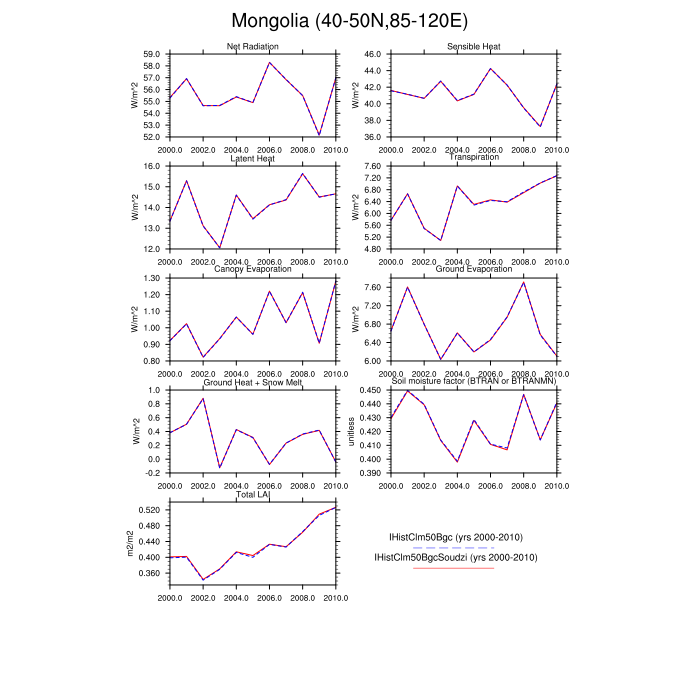 Mongolia (40-50N,85-120E)
Net Radiation
59.0
58.0
57.0
56.0
55.0
54.0
53.0
52.0
W/m^2
2000.0 2002.0 2004.0 2006.0 2008.0 2010.0
Sensible Heat
46.0
44.0
42.0
40.0
38.0
36.0
W/m^2
2000.0 2002.0 2004.0 2006.0 2008.0 2010.0
Latent Heat
16.0
15.0
14.0
13.0
12.0
W/m^2
2000.0 2002.0 2004.0 2006.0 2008.0 2010.0
Transpiration
7.60
7.20
6.80
6.40
6.00
5.60
5.20
4.80
W/m^2
2000.0 2002.0 2004.0 2006.0 2008.0 2010.0
Canopy Evaporation
1.30
1.20
1.10
1.00
0.90
0.80
W/m^2
2000.0 2002.0 2004.0 2006.0 2008.0 2010.0
Ground Evaporation
7.60
7.20
6.80
6.40
6.00
W/m^2
2000.0 2002.0 2004.0 2006.0 2008.0 2010.0
Ground Heat + Snow Melt
1.0
0.8
0.6
0.4
0.2
0.0
-0.2
W/m^2
2000.0 2002.0 2004.0 2006.0 2008.0 2010.0
Soil moisture factor (BTRAN or BTRANMN)
0.450
0.440
0.430
0.420
0.410
0.400
0.390
unitless
2000.0 2002.0 2004.0 2006.0 2008.0 2010.0
Total LAI
0.520
0.480
0.440
0.400
0.360
m2/m2
2000.0 2002.0 2004.0 2006.0 2008.0 2010.0
IHistClm50Bgc (yrs 2000-2010)
IHistClm50BgcSoudzi (yrs 2000-2010)